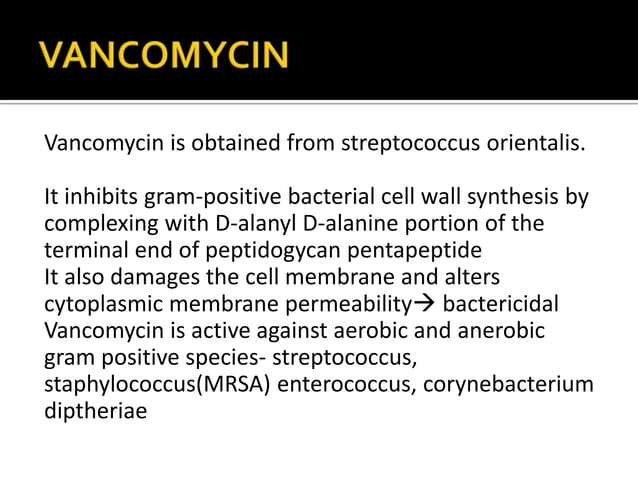 VANCOMYCIN
Vancomycin is obtained from streptococcus orientalis.
It inhibits gram-positive bacterial cell wall synthesis by
complexing with D-alanyl D-alanine portion of the
terminal end of peptidogycan pentapeptide
It also damages the cell membrane and alters
cytoplasmic membrane permeability→ bactericidal
Vancomycin is active against aerobic and anerobic
gram positive species- streptococcus,
staphylococcus(MRSA) enterococcus, corynebacterium
diptheriae